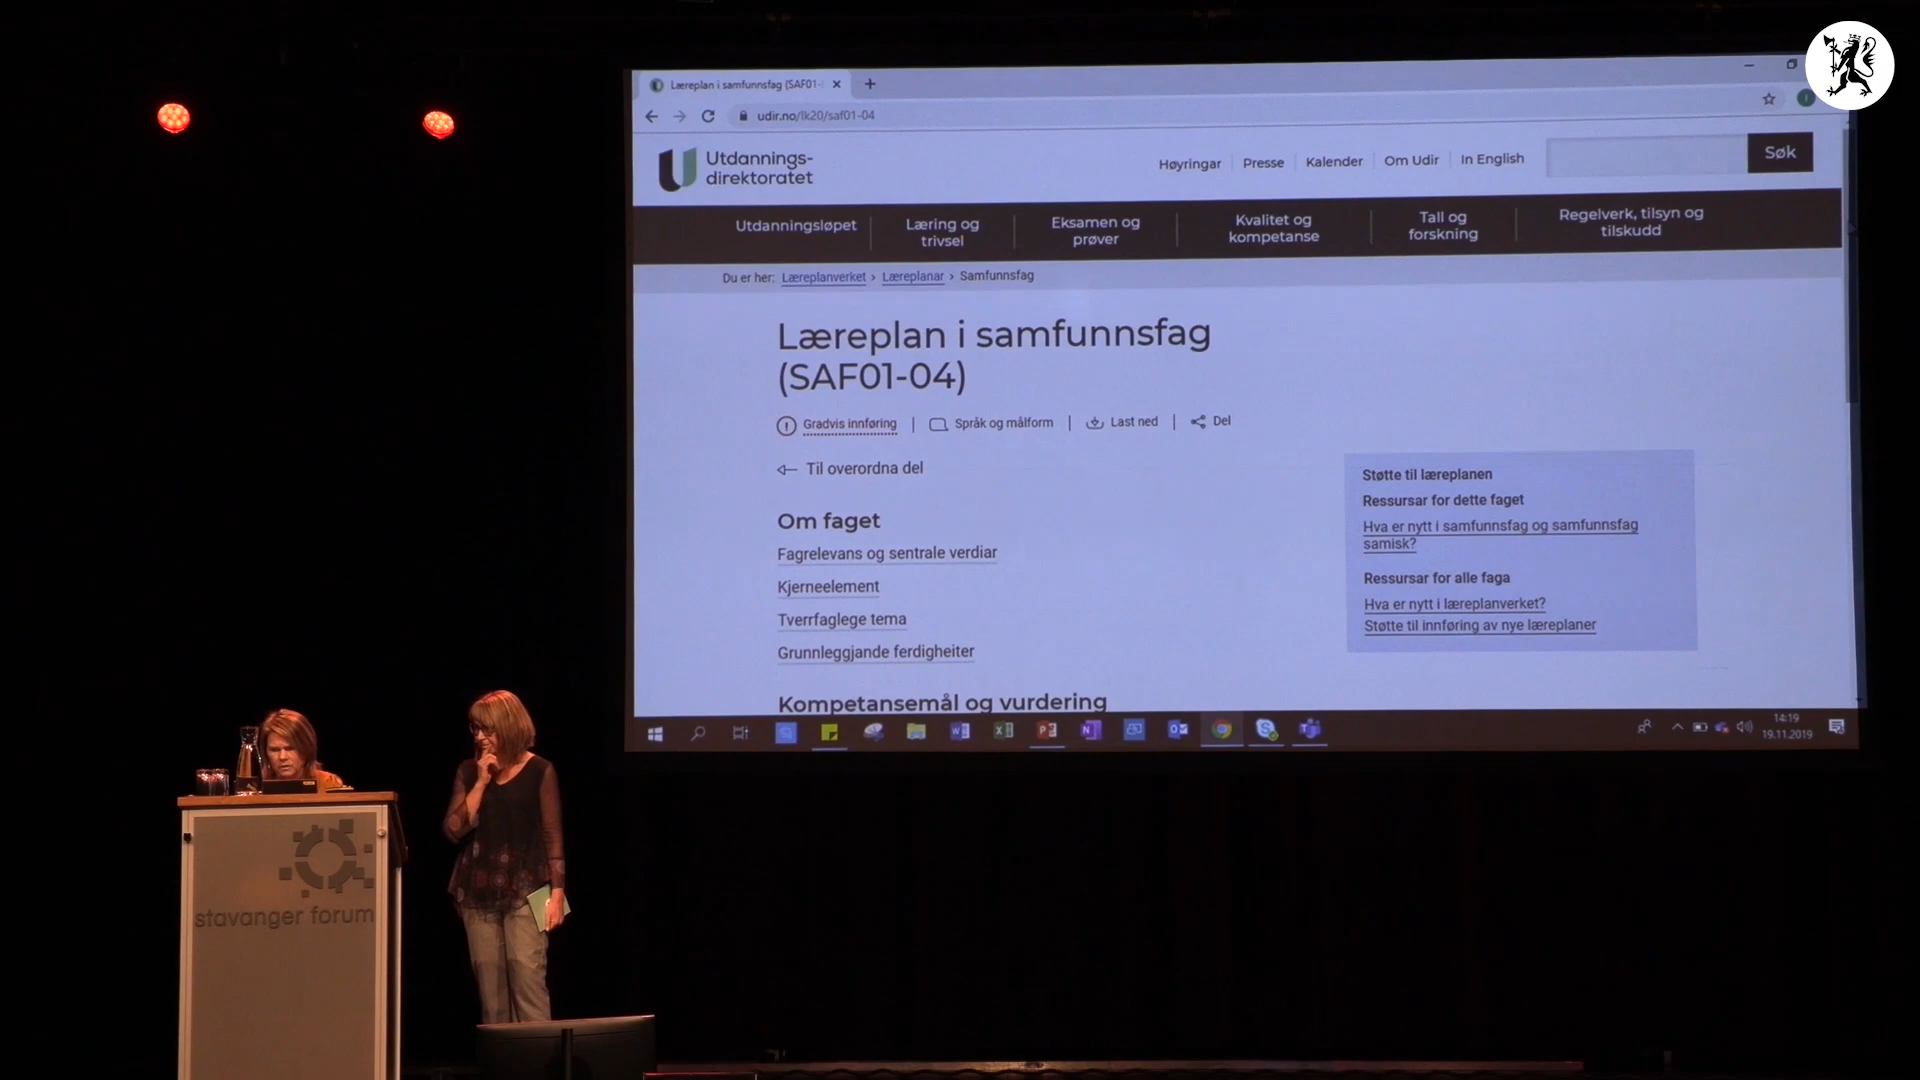 Læreplan i samfunnsfag (SAF01-
udir.no/lk20/saf01-04
Utdannings-
direktoratet
Høyringar
Presse
Kalender
Om Udir
In English
Søk
Utdanningsløpet
Læring og
trivsel
Eksamen og
prøver
Kvalitet og
kompetanse
Tall og
forskning
Regelverk, tilsyn og
tilskudd
Du er her: Læreplanverket › Læreplanar › Samfunnsfag
Læreplan i samfunnsfag
(SAF01-04)
Gradvis innføring | Språk og målform | Last ned | Del
Til overordna del
Om faget
Fagrelevans og sentrale verdiar
Kjerneelement
Tverrfaglege tema
Grunnleggjande ferdigheiter
Kompetansemål og vurdering
Støtte til læreplanen
Ressursar for dette faget
Hva er nytt i samfunnsfag og samfunnsfag
samisk?
Ressursar for alle faga
Hva er nytt i læreplanverket?
Støtte til innføring av nye læreplaner
14:19
19.11.2019
stavanger forum